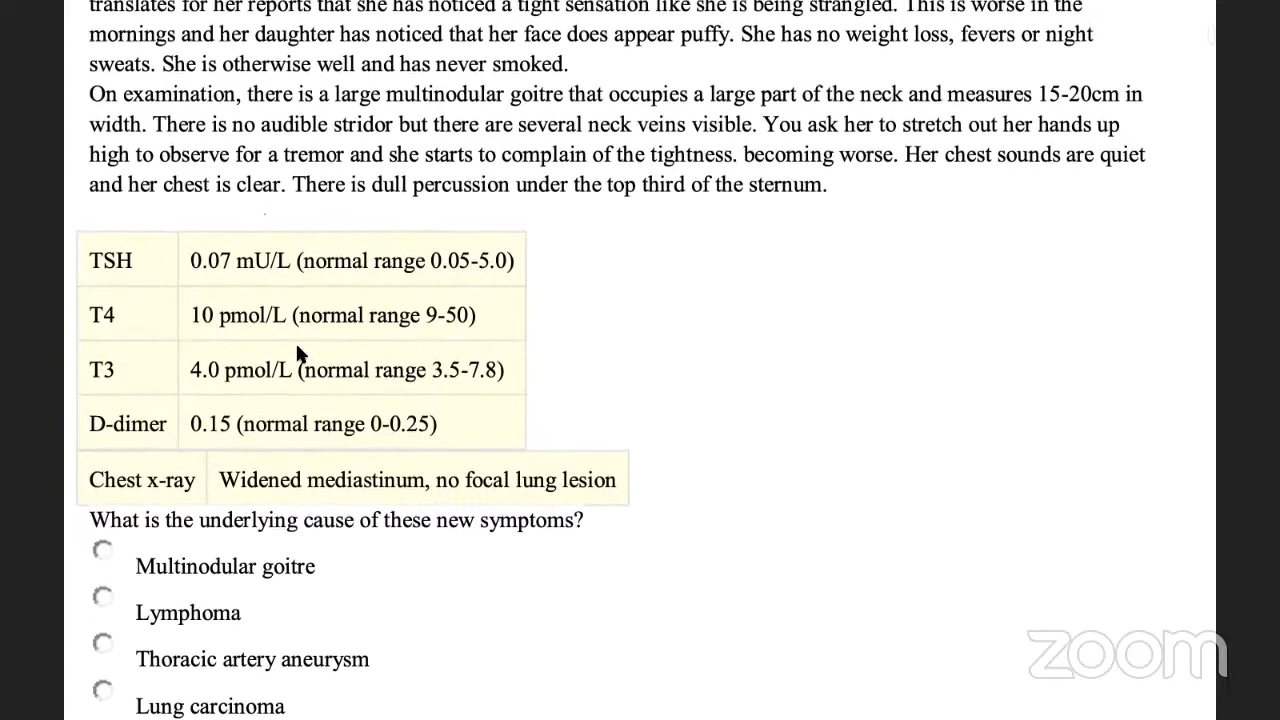 translates for her reports that she has noticed a tight sensation like she is being strangled. This is worse in the
mornings and her daughter has noticed that her face does appear puffy. She has no weight loss, fevers or night
sweats. She is otherwise well and has never smoked.
On examination, there is a large multinodular goitre that occupies a large part of the neck and measures 15-20cm in
width. There is no audible stridor but there are several neck veins visible. You ask her to stretch out her hands up
high to observe for a tremor and she starts to complain of the tightness. becoming worse. Her chest sounds are quiet
and her chest is clear. There is dull percussion under the top third of the sternum.
TSH 0.07 mU/L (normal range 0.05-5.0)
T4 10 pmol/L (normal range 9-50)
T3 4.0 pmol/L (normal range 3.5-7.8)
D-dimer 0.15 (normal range 0-0.25)
Chest x-ray Widened mediastinum, no focal lung lesion
What is the underlying cause of these new symptoms?
Multinodular goitre
Lymphoma
Thoracic artery aneurysm
Lung carcinoma
zoom